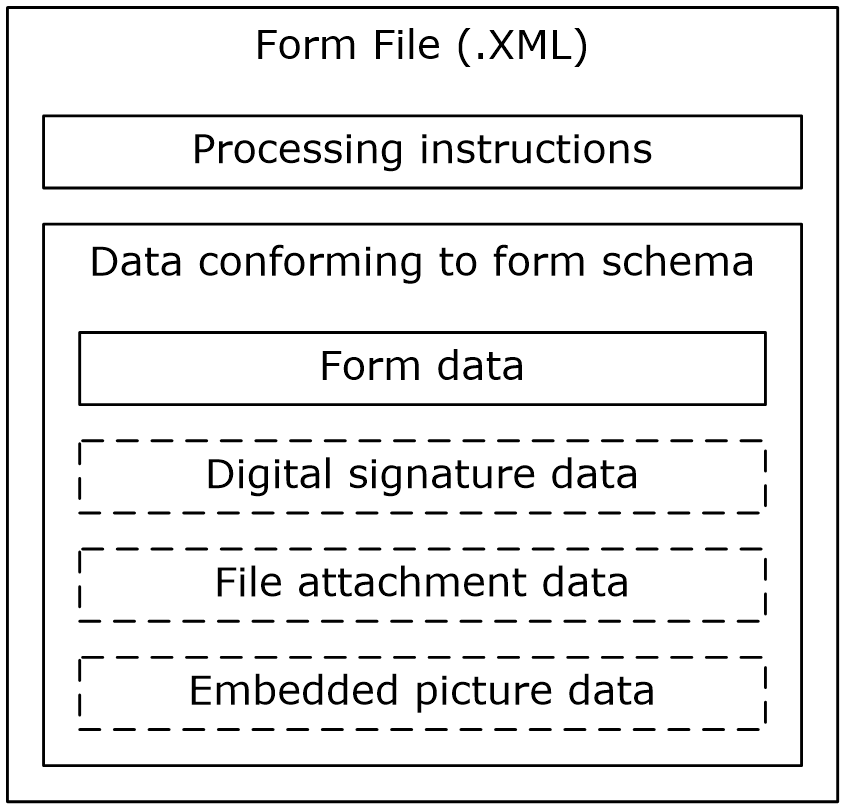 Form File (.XML)
Processing instructions
Data conforming to form schema
Form data
Digital signature data
File attachment data
Embedded picture data